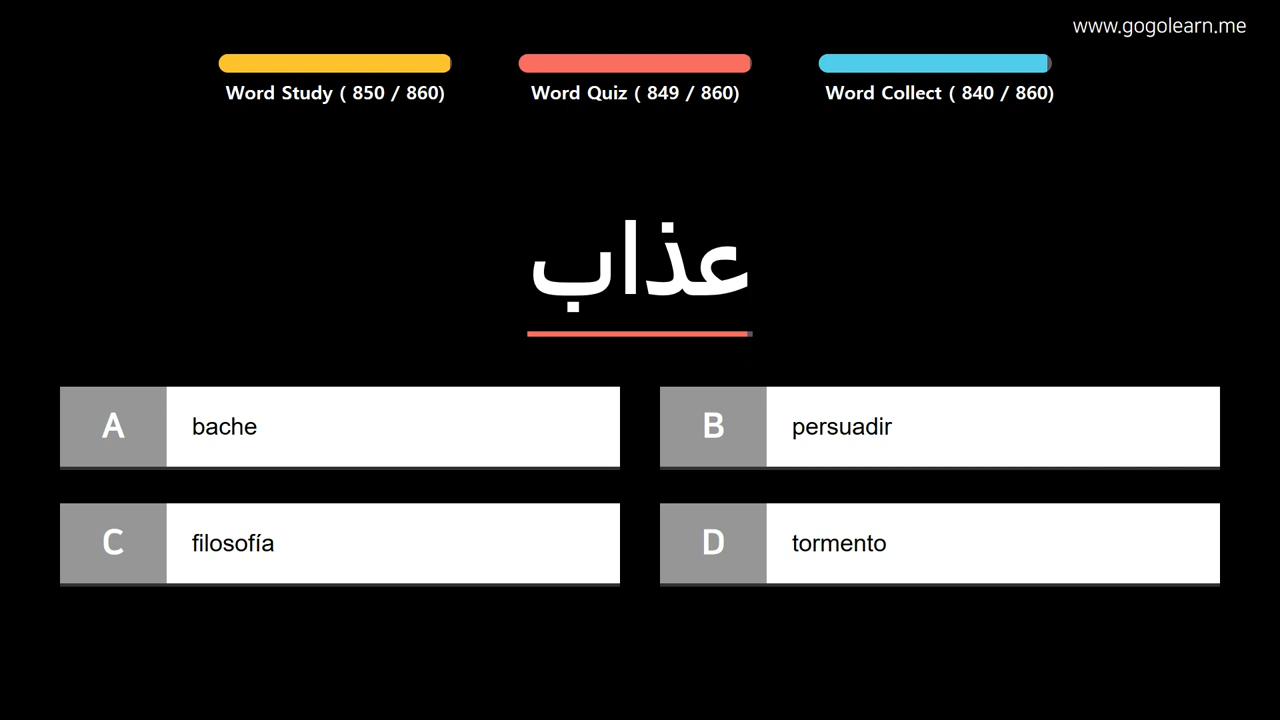 www.gogolearn.me
Word Study ( 850 / 860)
Word Quiz ( 849 / 860)
Word Collect ( 840 / 860)
عذاب
A
bache
B
persuadir
C
filosofía
D
tormento